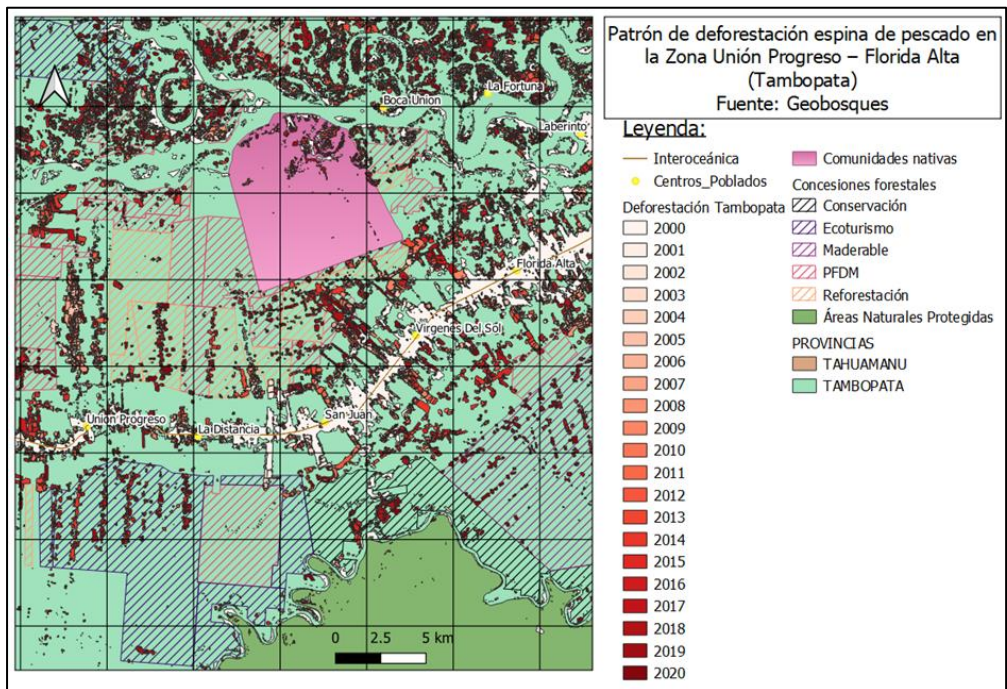 Patrón de deforestación espina de pescado en
la Zona Unión Progreso – Florida Alta
(Tambopata)
Fuente: Geobosques
Leyenda:
Interoceánica
Centros_Poblados
Deforestación Tambopata
2000
2001
2002
2003
2004
2005
2006
2007
2008
2009
2010
2011
2012
2013
2014
2015
2016
2017
2018
2019
2020
Comunidades nativas
Concesiones forestales
Conservación
Ecoturismo
Maderable
PFDM
Reforestación
Áreas Naturales Protegidas
PROVINCIAS
TAHUAMANU
TAMBOPATA
La Fortuna
Boca Union
Laberinto
Florida Alta
Virgenes Del Sol
San Juan
Union Progreso
La Distancia
0 2.5 5 km